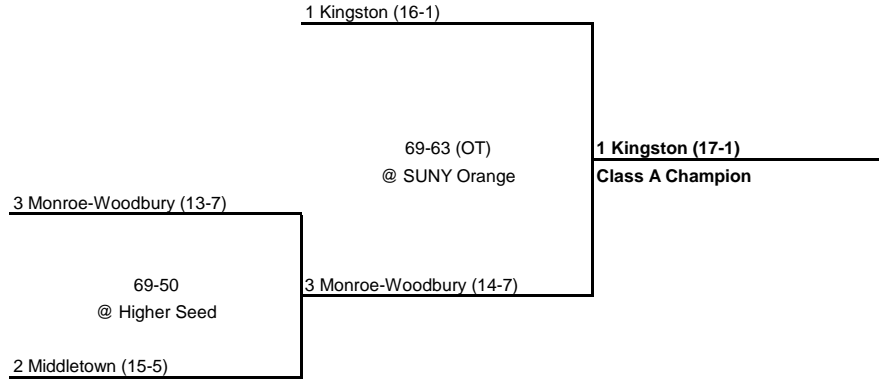 1 Kingston (16-1)
69-63 (OT)
@ SUNY Orange
1 Kingston (17-1)
Class A Champion
3 Monroe-Woodbury (13-7)
69-50
@ Higher Seed
3 Monroe-Woodbury (14-7)
2 Middletown (15-5)